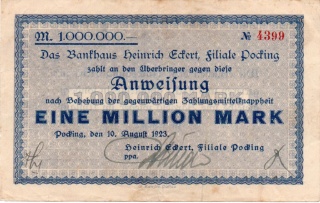 M. 1.000.000.— № 4399
Das Bankhaus Heinrich Eckert, Filiale Pocking
zahlt an den Überbringer gegen diese
Anweisung
nach Behebung der gegenwärtigen Zahlungsmittelknappheit
EINE MILLION MARK
Pocking, den 10. August 1923.
Heinrich Eckert, Filiale Pocking
ppa.